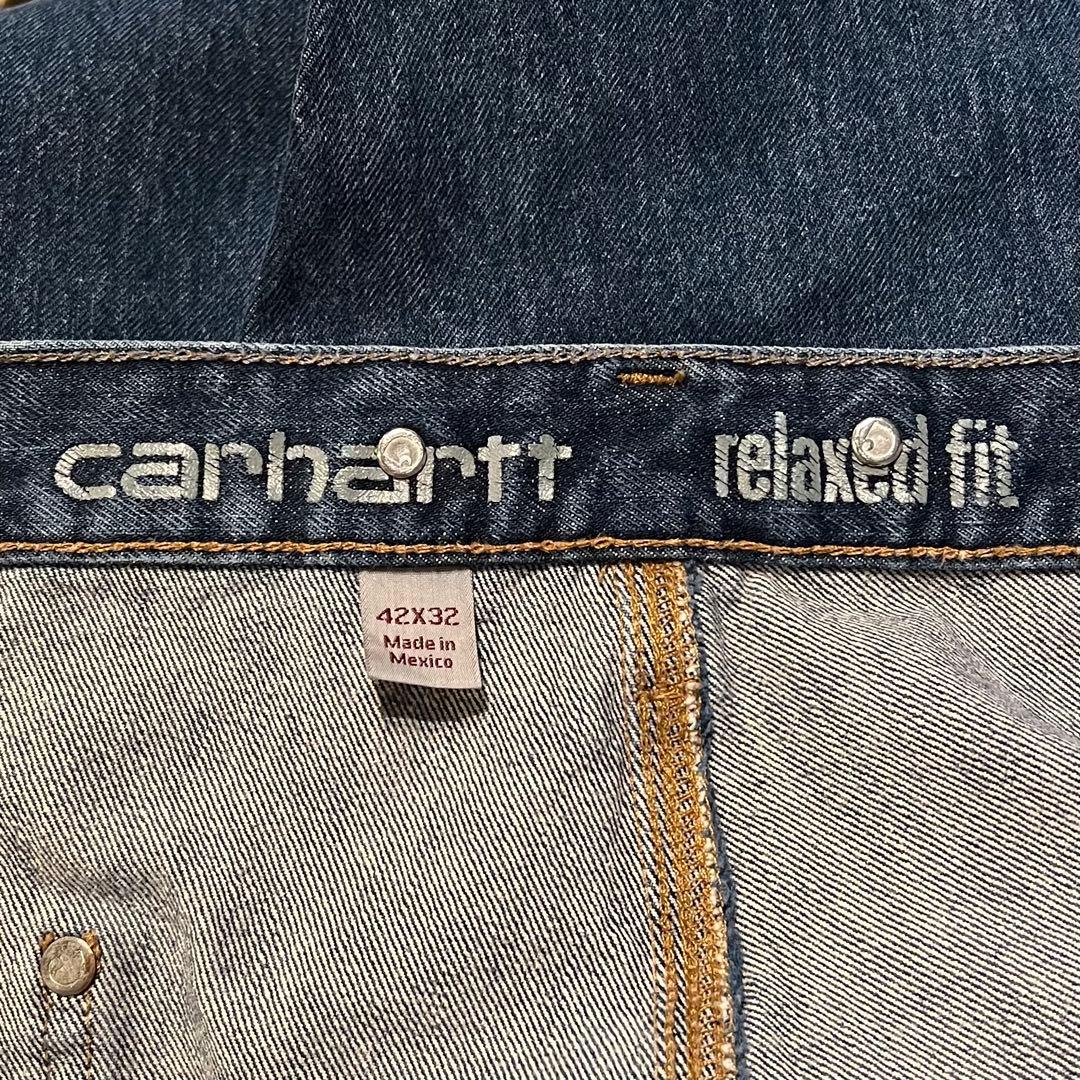 carhartt relaxed fit
42X32
Made in
Mexico